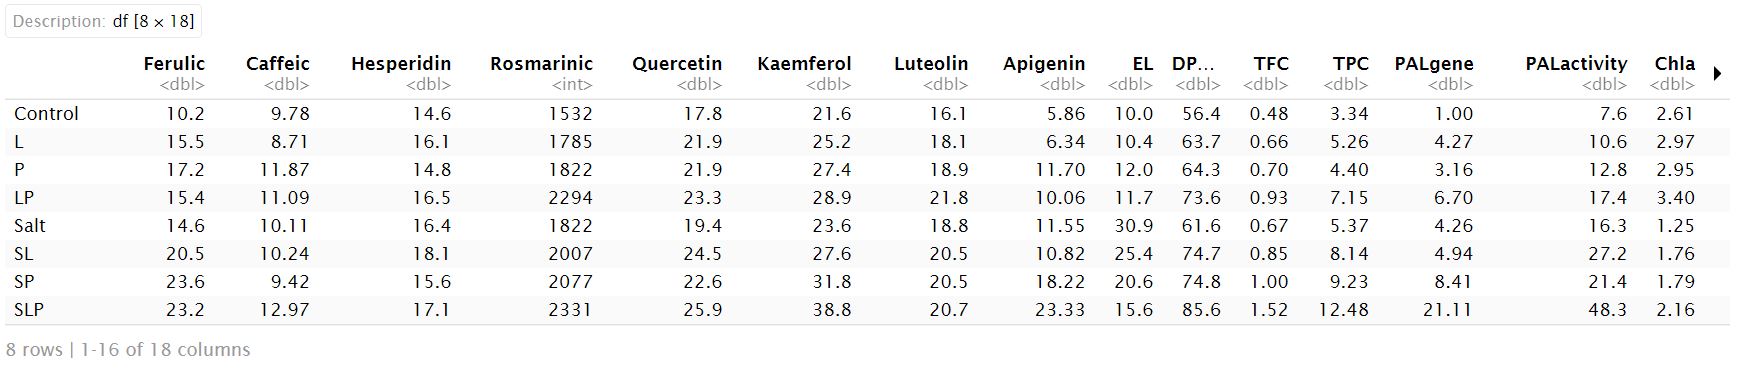 Description: df [8 × 18]
Ferulic Caffeic Hesperidin Rosmarinic Quercetin Kaemferol Luteolin Apigenin EL DP... TFC TPC PALgene PALactivity Chla
<dbl> <dbl> <dbl> <int> <dbl> <dbl> <dbl> <dbl> <dbl> <dbl> <dbl> <dbl> <dbl> <dbl> <dbl>
Control 10.2 9.78 14.6 1532 17.8 21.6 16.1 5.86 10.0 56.4 0.48 3.34 1.00 7.6 2.61
L 15.5 8.71 16.1 1785 21.9 25.2 18.1 6.34 10.4 63.7 0.66 5.26 4.27 10.6 2.97
P 17.2 11.87 14.8 1822 21.9 27.4 18.9 11.70 12.0 64.3 0.70 4.40 3.16 12.8 2.95
LP 15.4 11.09 16.5 2294 23.3 28.9 21.8 10.06 11.7 73.6 0.93 7.15 6.70 17.4 3.40
Salt 14.6 10.11 16.4 1822 19.4 23.6 18.8 11.55 30.9 61.6 0.67 5.37 4.26 16.3 1.25
SL 20.5 10.24 18.1 2007 24.5 27.6 20.5 10.82 25.4 74.7 0.85 8.14 4.94 27.2 1.76
SP 23.6 9.42 15.6 2077 22.6 31.8 20.5 18.22 20.6 74.8 1.00 9.23 8.41 21.4 1.79
SLP 23.2 12.97 17.1 2331 25.9 38.8 20.7 23.33 15.6 85.6 1.52 12.48 21.11 48.3 2.16
8 rows | 1-16 of 18 columns